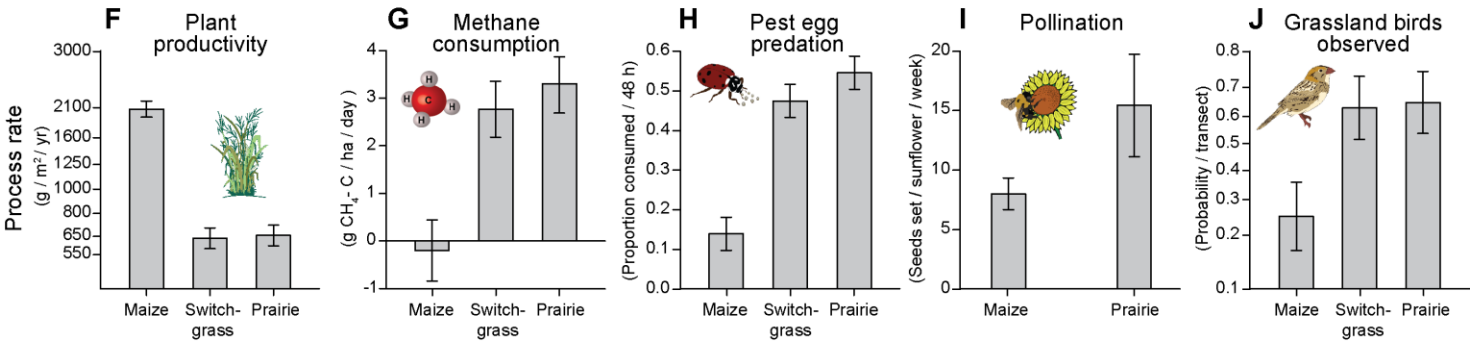 F Plant
productivity
Process rate
(g / m² / yr)
3000
2100
1600
1250
1000
800
650
550
Maize Switch- Prairie
grass
G Methane
consumption
(g CH₄- C / ha / day)
4
3
2
1
0
-1
H
C
H
H
H
Maize Switch- Prairie
grass
H Pest egg
predation
(Proportion consumed / 48 h)
0.6
0.5
0.4
0.3
0.2
0.1
0.0
Maize Switch- Prairie
grass
I Pollination
(Seeds set / sunflower / week)
20
15
10
5
0
Maize Prairie
J Grassland birds
observed
(Probability / transect)
0.8
0.7
0.6
0.5
0.4
0.3
0.2
0.1
Maize Switch- Prairie
grass